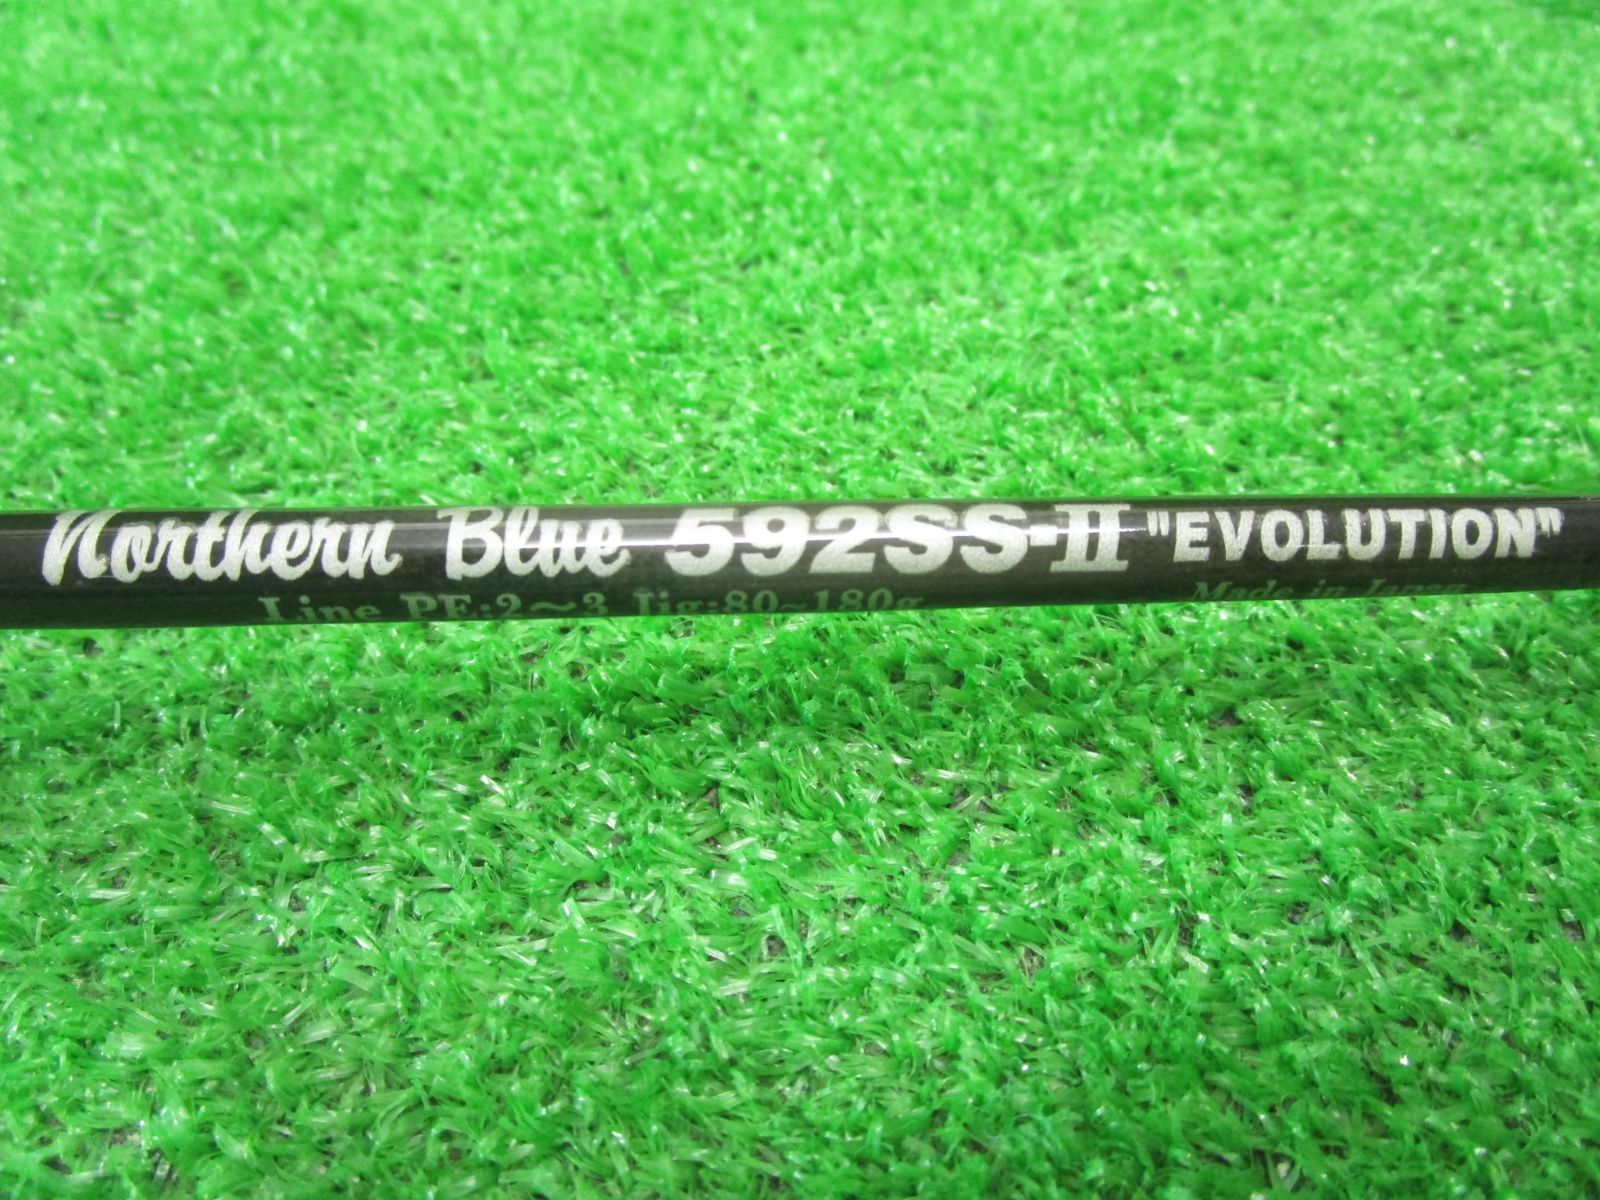 Northern Blue 592SS-II "EVOLUTION"
Line PE:2～3 Jig:80~180g
Made in Japan